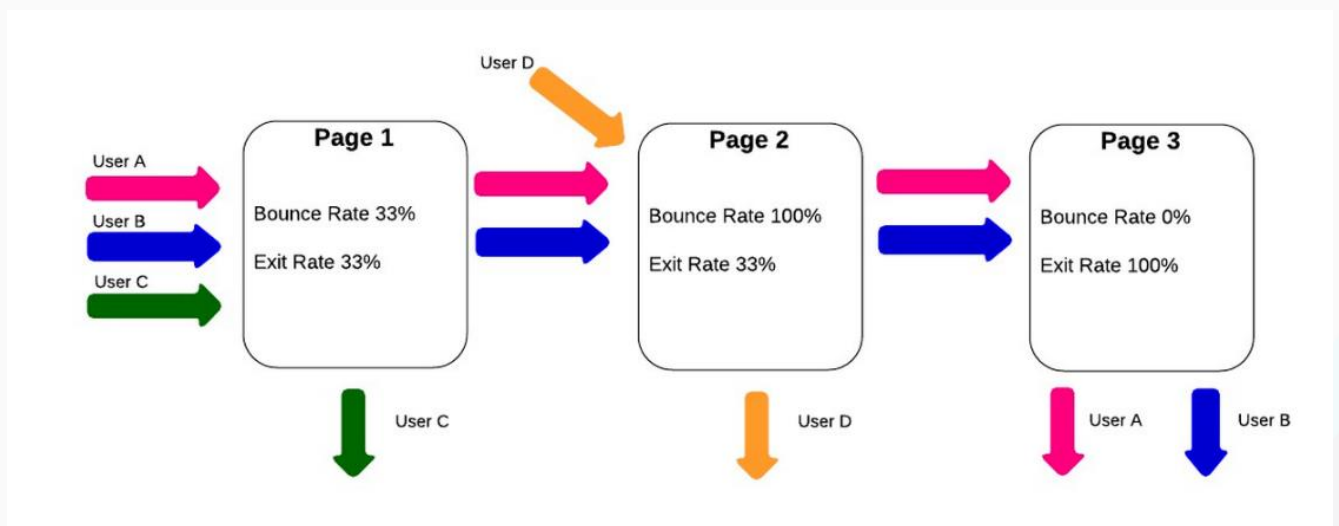 User D
Page 1
Page 2
Page 3
User A
User B
User C
Bounce Rate 33%
Exit Rate 33%
Bounce Rate 100%
Exit Rate 33%
Bounce Rate 0%
Exit Rate 100%
User C
User D
User A
User B